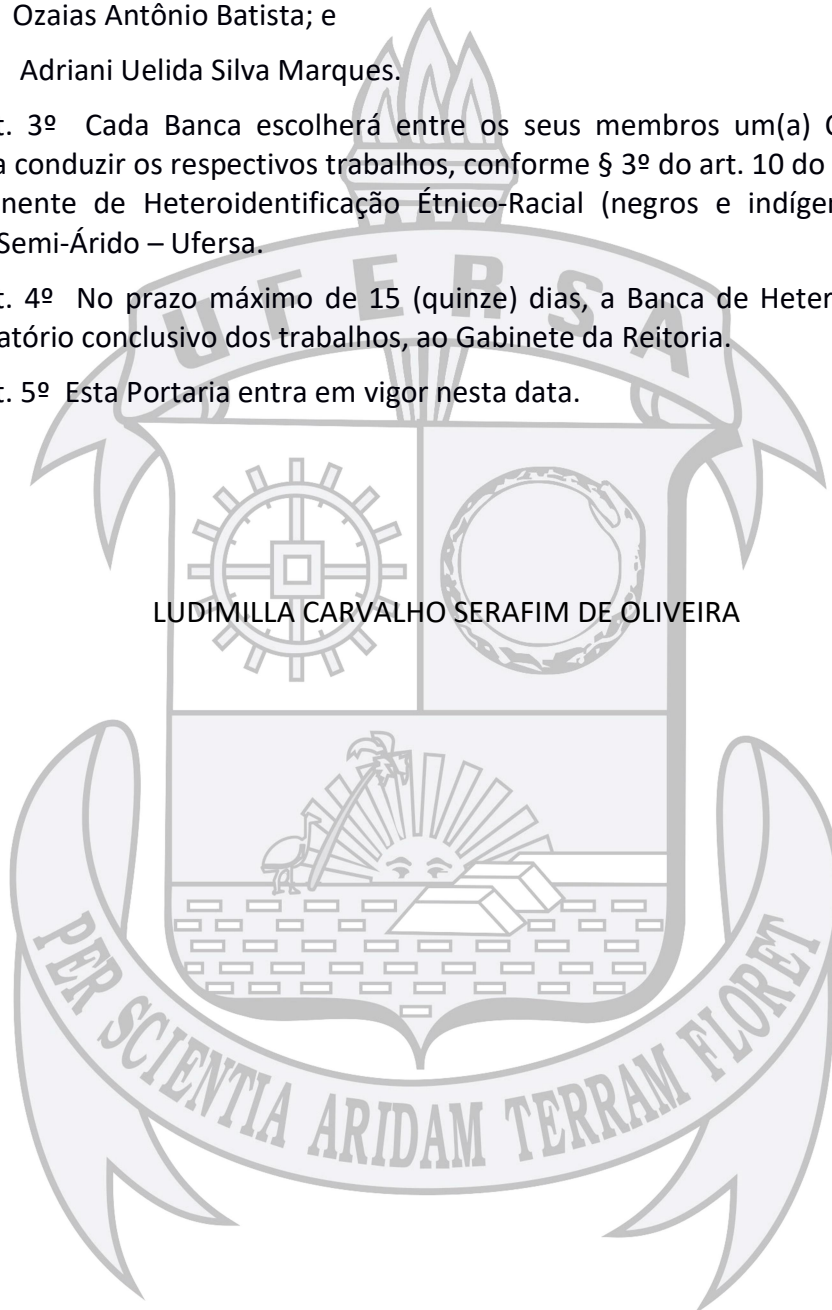 Ozaias Antônio Batista; e
Adriani Uelida Silva Marques.
t. 3º Cada Banca escolherá entre os seus membros um(a)
a conduzir os respectivos trabalhos, conforme § 3º do art. 10 do
nente de Heteroidentificação Étnico-Racial (negros e
Semi-Árido – Ufersa.
t. 4º No prazo máximo de 15 (quinze) dias, a Banca de
atório conclusivo dos trabalhos, ao Gabinete da Reitoria.
t. 5º Esta Portaria entra em vigor nesta data.
UFERSA
LUDIMILLA CARVALHO SERAFIM DE OLIVEIRA
PER SCIENTIA ARIDAM TERRAM FLORET